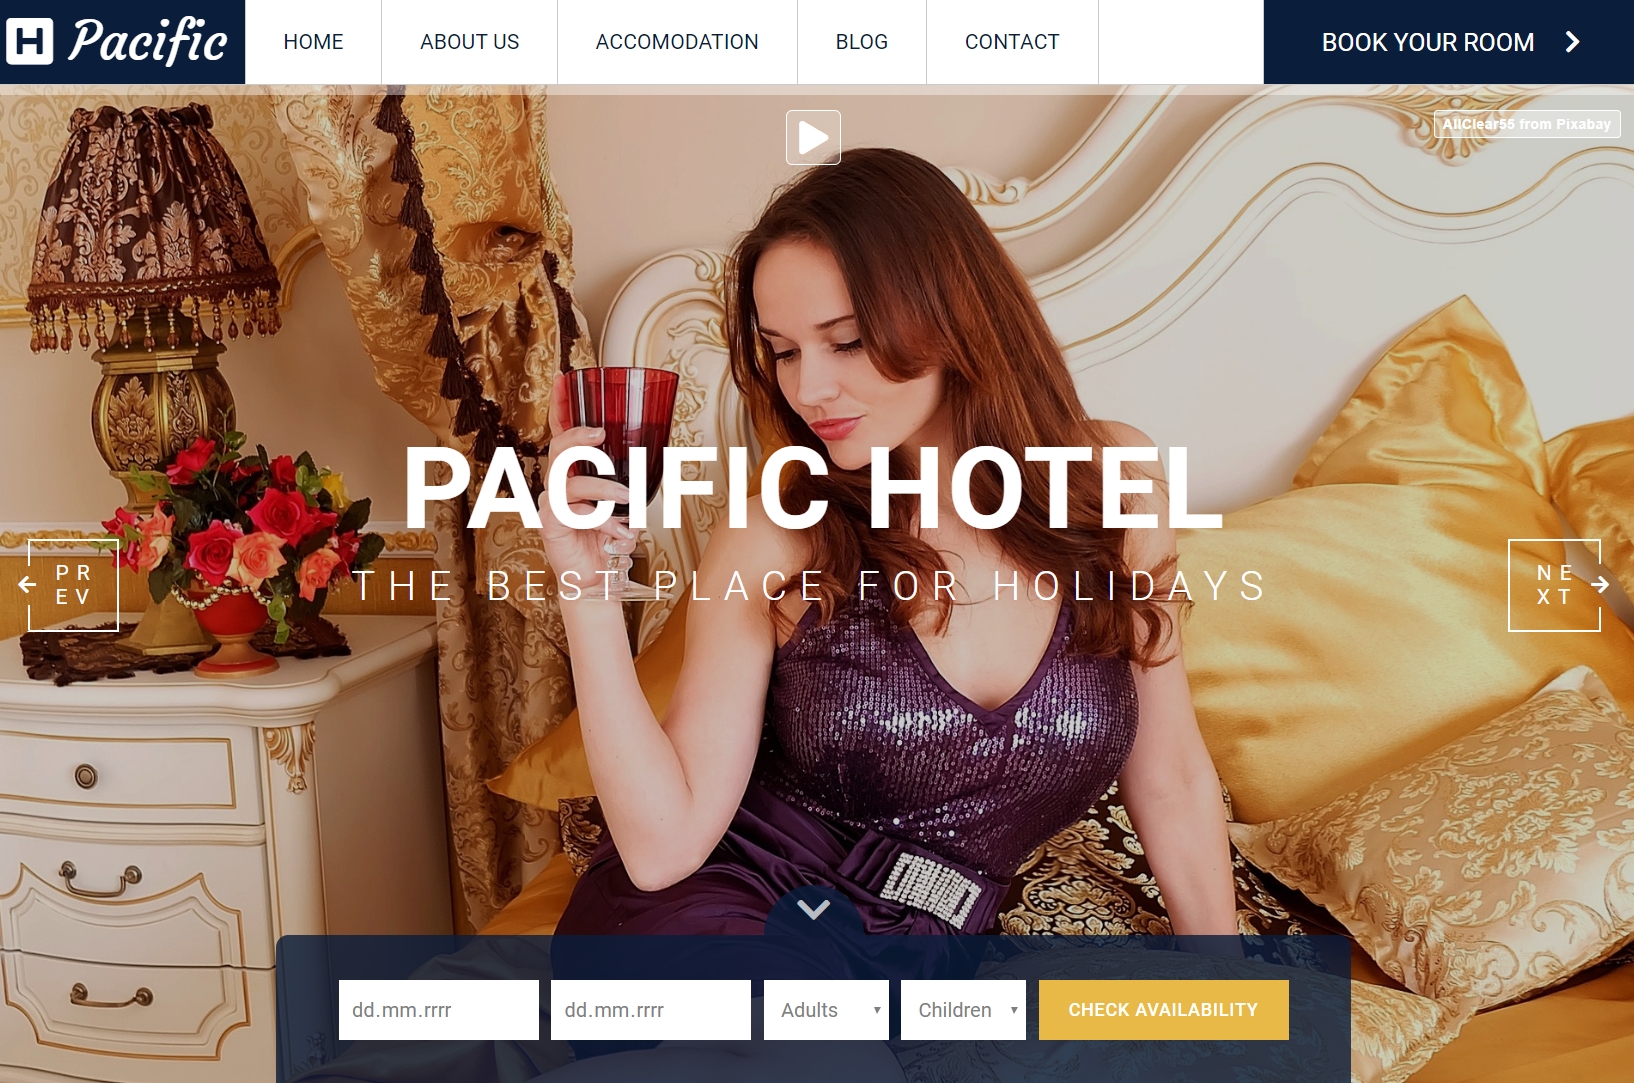 H Pacific
HOME
ABOUT US
ACCOMODATION
BLOG
CONTACT
BOOK YOUR ROOM
AllClear55 from Pixabay
PACIFIC HOTEL
THE BEST PLACE FOR HOLIDAYS
PR
EV
NE
XT
dd.mm.rrrr
dd.mm.rrrr
Adults
Children
CHECK AVAILABILITY